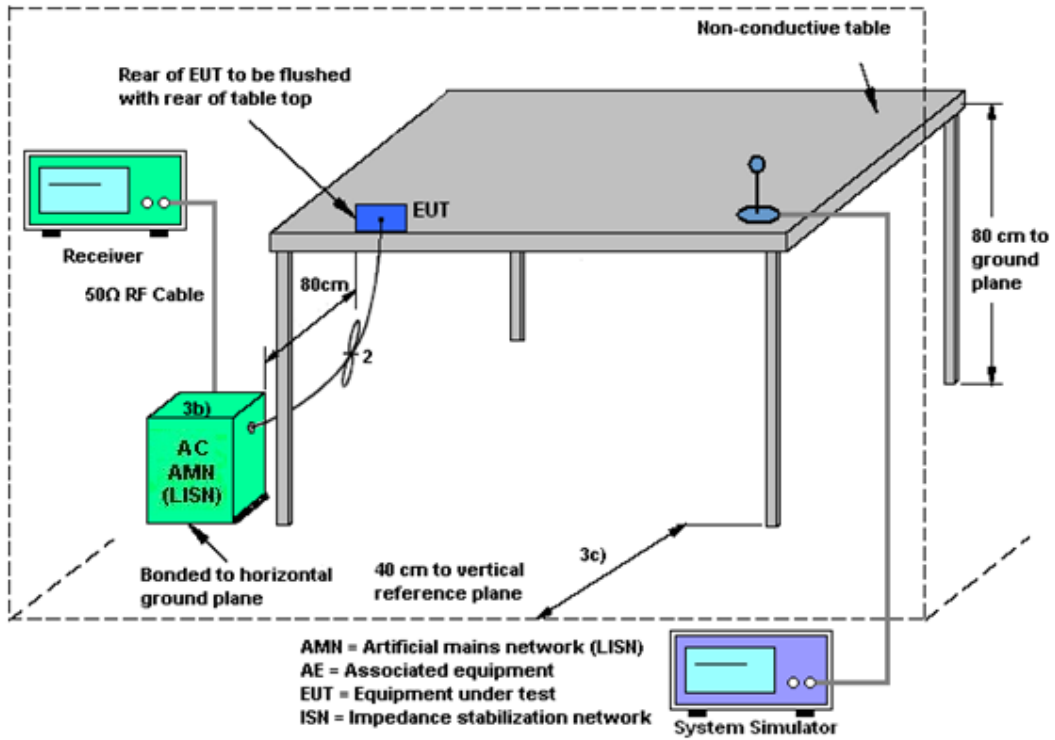 Non-conductive table
Rear of EUT to be flushed
with rear of table top
EUT
Receiver
80 cm to
ground
plane
80cm
50Ω RF Cable
2
3b)
AC
AMN
(LISN)
3c)
Bonded to horizontal
ground plane
40 cm to vertical
reference plane
AMN = Artificial mains network (LISN)
AE = Associated equipment
EUT = Equipment under test
ISN = Impedance stabilization network
System Simulator